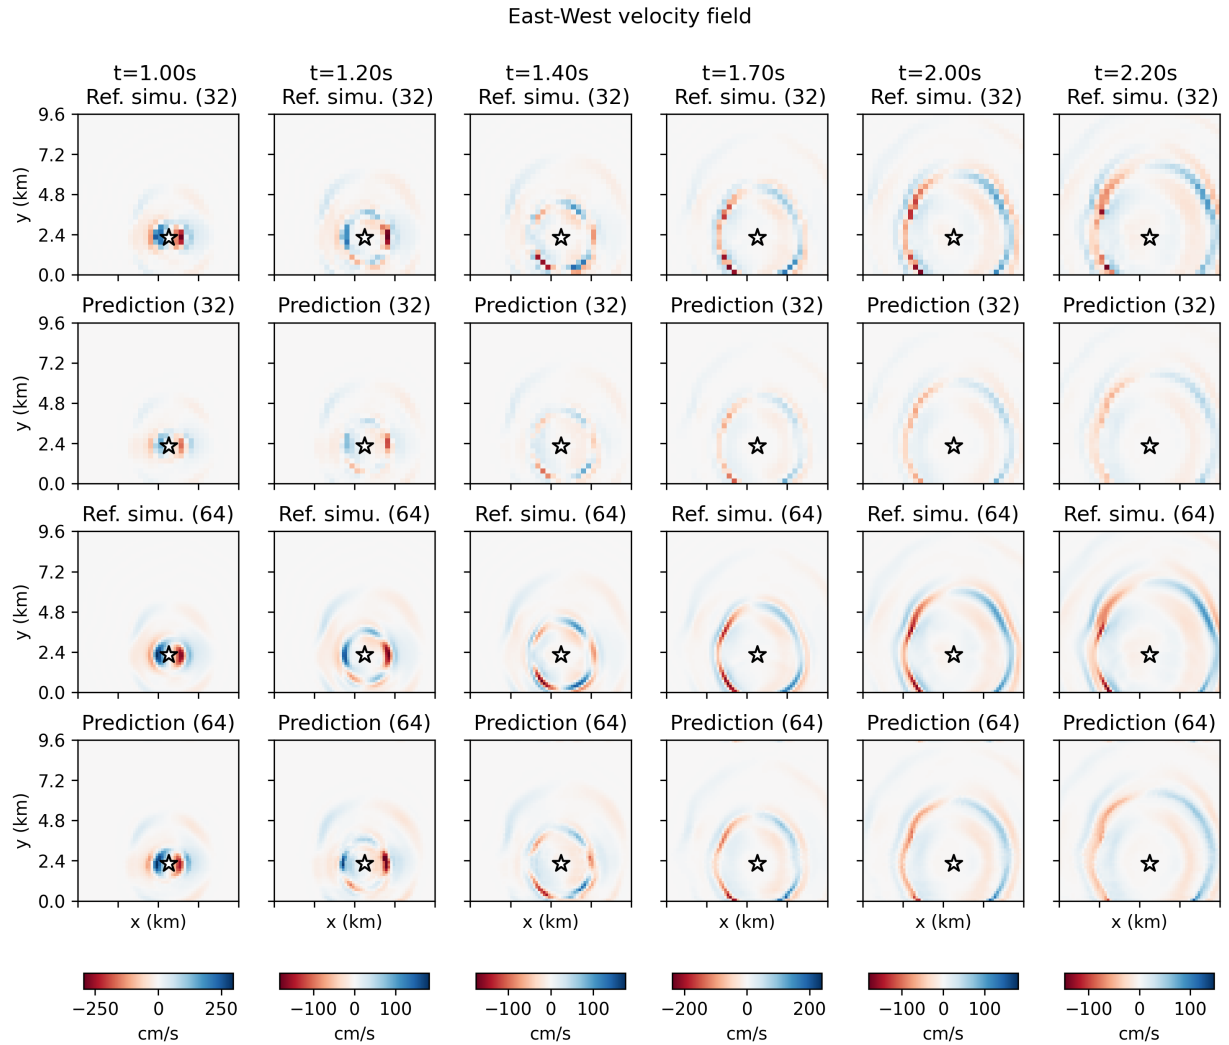 East-West velocity field
t=1.00s t=1.20s t=1.40s t=1.70s t=2.00s t=2.20s
Ref. simu. (32) Ref. simu. (32) Ref. simu. (32) Ref. simu. (32) Ref. simu. (32) Ref. simu. (32)
9.6
7.2
4.8
2.4
0.0
y (km)
Prediction (32) Prediction (32) Prediction (32) Prediction (32) Prediction (32) Prediction (32)
9.6
7.2
4.8
2.4
0.0
y (km)
Ref. simu. (64) Ref. simu. (64) Ref. simu. (64) Ref. simu. (64) Ref. simu. (64) Ref. simu. (64)
9.6
7.2
4.8
2.4
0.0
y (km)
Prediction (64) Prediction (64) Prediction (64) Prediction (64) Prediction (64) Prediction (64)
9.6
7.2
4.8
2.4
0.0
y (km)
x (km) x (km) x (km) x (km) x (km) x (km)
−250 0 250 −100 0 100 −100 0 100 −200 0 200 −100 0 100 −100 0 100
cm/s cm/s cm/s cm/s cm/s cm/s